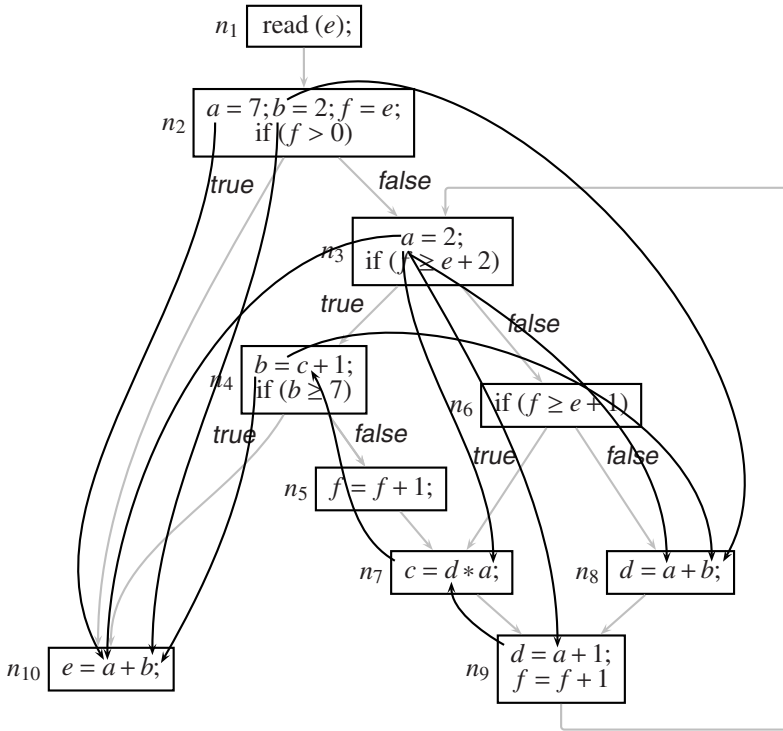 n1
read (e);
n2
a = 7; b = 2; f = e;
if (f > 0)
true
false
n3
a = 2;
if (f ≥ e + 2)
true
false
n4
b = c + 1;
if (b ≥ 7)
n6
if (f ≥ e + 1)
true
false
true
false
n5
f = f + 1;
n7
c = d * a;
n8
d = a + b;
n10
e = a + b;
n9
d = a + 1;
f = f + 1